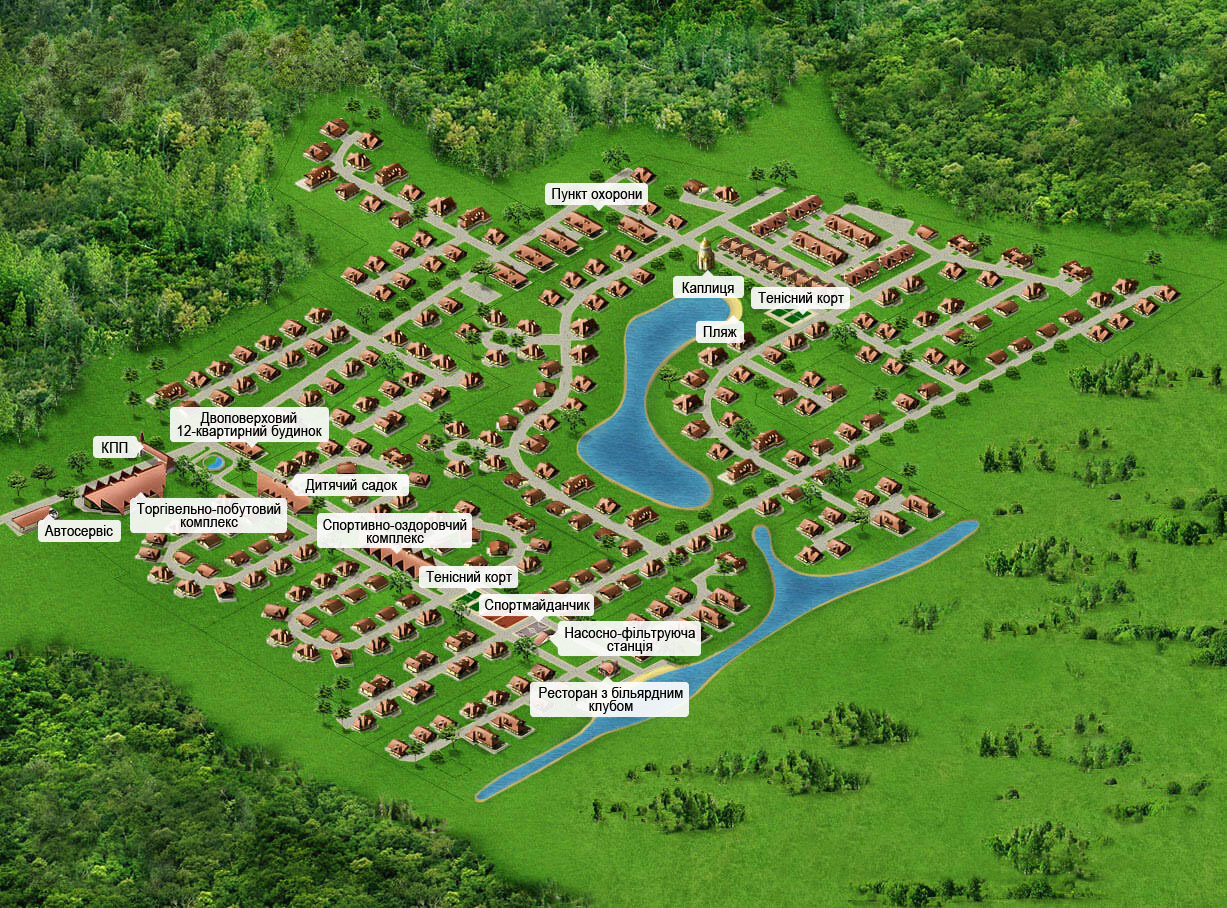 Пункт охорони
Каплиця
Тенісний корт
Пляж
Двоповерховий
12-квартирний будинок
КПП
Дитячий садок
Торгівельно-побутовий
комплекс
Автосервіс
Спортивно-оздоровчий
комплекс
Тенісний корт
Спортмайданчик
Насосно-фільтруюча
станція
Ресторан з більярдним
клубом